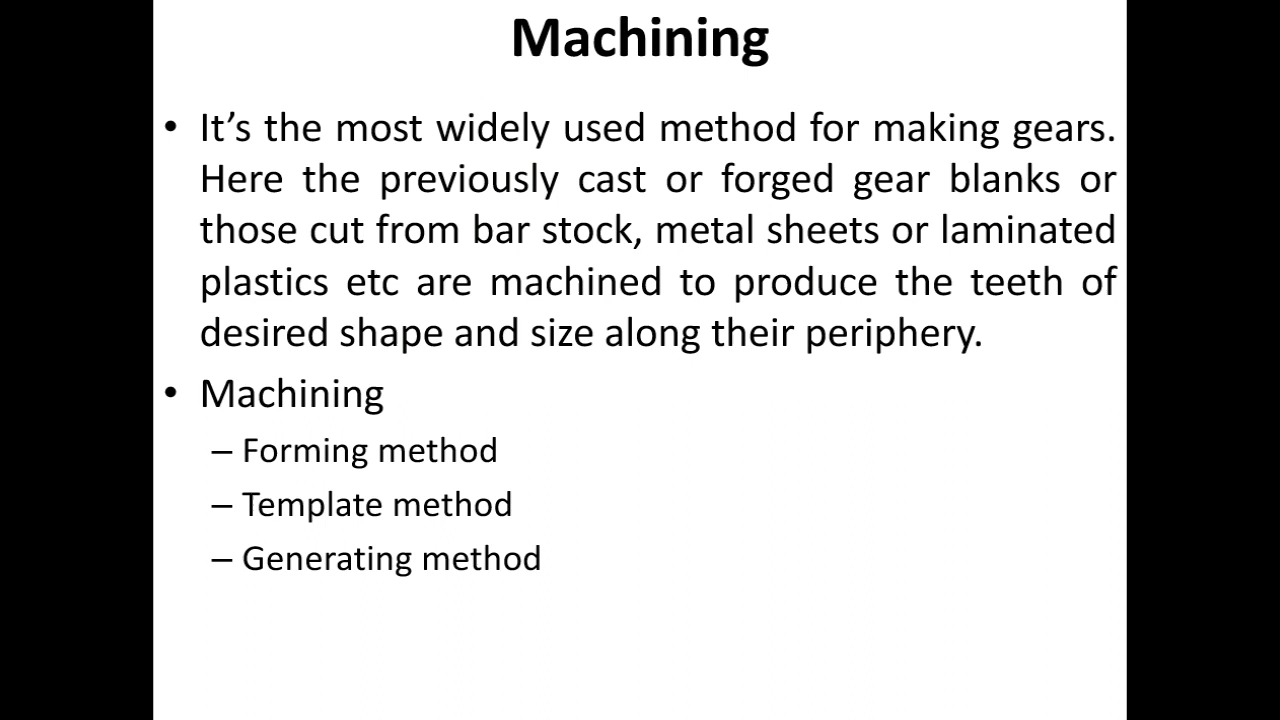 Machining
• It’s the most widely used method for making gears.
Here the previously cast or forged gear blanks or
those cut from bar stock, metal sheets or laminated
plastics etc are machined to produce the teeth of
desired shape and size along their periphery.
• Machining
– Forming method
– Template method
– Generating method